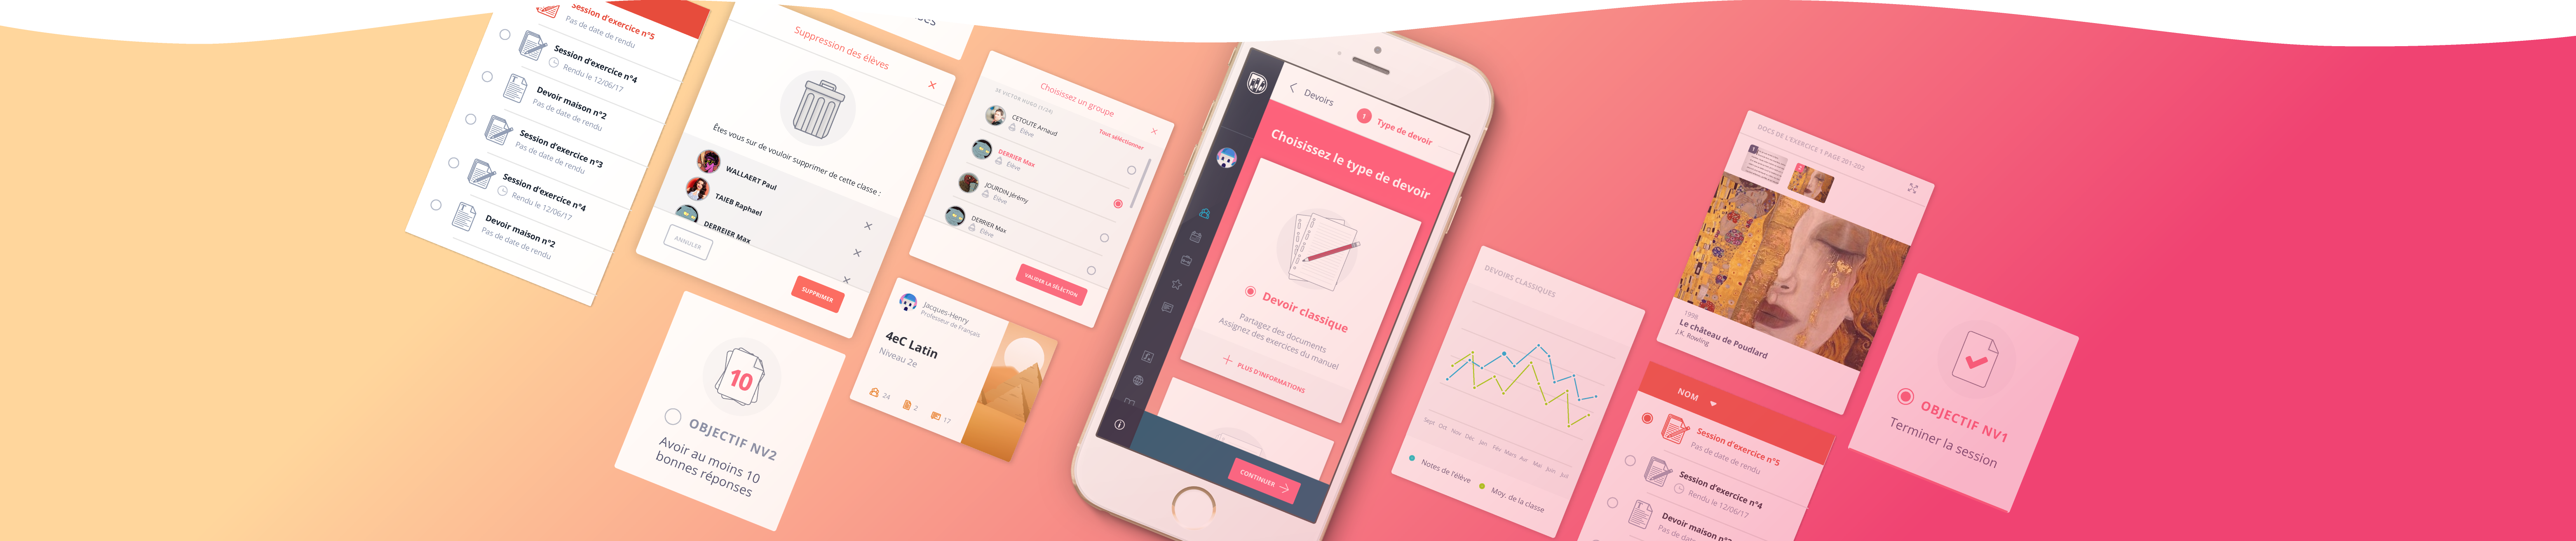 Session d'exercice n°5
Pas de date de rendu
Session d'exercice n°4
Rendu le 12/06/17
Devoir maison n°2
Pas de date de rendu
Session d'exercice n°3
Pas de date de rendu
Session d'exercice n°4
Rendu le 12/06/17
Devoir maison n°2
Pas de date de rendu
Suppression des élèves
Êtes vous sur de vouloir supprimer de cette classe :
WALLAERT Paul
TAIEB Raphael
DERREIER Max
ANNULER
SUPPRIMER
OBJECTIF NV2
Avoir au moins 10
bonnes réponses
10
Choisissez un groupe
DE VICTOR HUGO (1/24)
Tout sélectionner
CETOUTE Arnaud
Élève
DERRIER Max
Élève
JOURDIN Jérémy
Élève
DERRIER Max
Élève
VALIDER LA SÉLECTION
Jacques-Henry
Professeur de Français
4eC Latin
Niveau 2e
24
2
17
Devoirs
1 Type de devoir
Choisissez le type de devoir
Devoir classique
Partagez des documents
Assignez des exercices du manuel
PLUS D'INFORMATIONS
CONTINUER
DEVOIRS CLASSIQUES
Sept Oct Nov Déc Jan Fév Mars Avr Mai Juin Juil
Notes de l'élève
Moy. de la classe
DOCS DE L'EXERCICE 1 PAGE 201-202
1998
Le château de Poudlard
J.K. Rowling
NOM
Session d'exercice n°5
Pas de date de rendu
Session d'exercice n°4
Rendu le 12/06/17
Devoir maison
Pas de
OBJECTIF NV1
Terminer la session